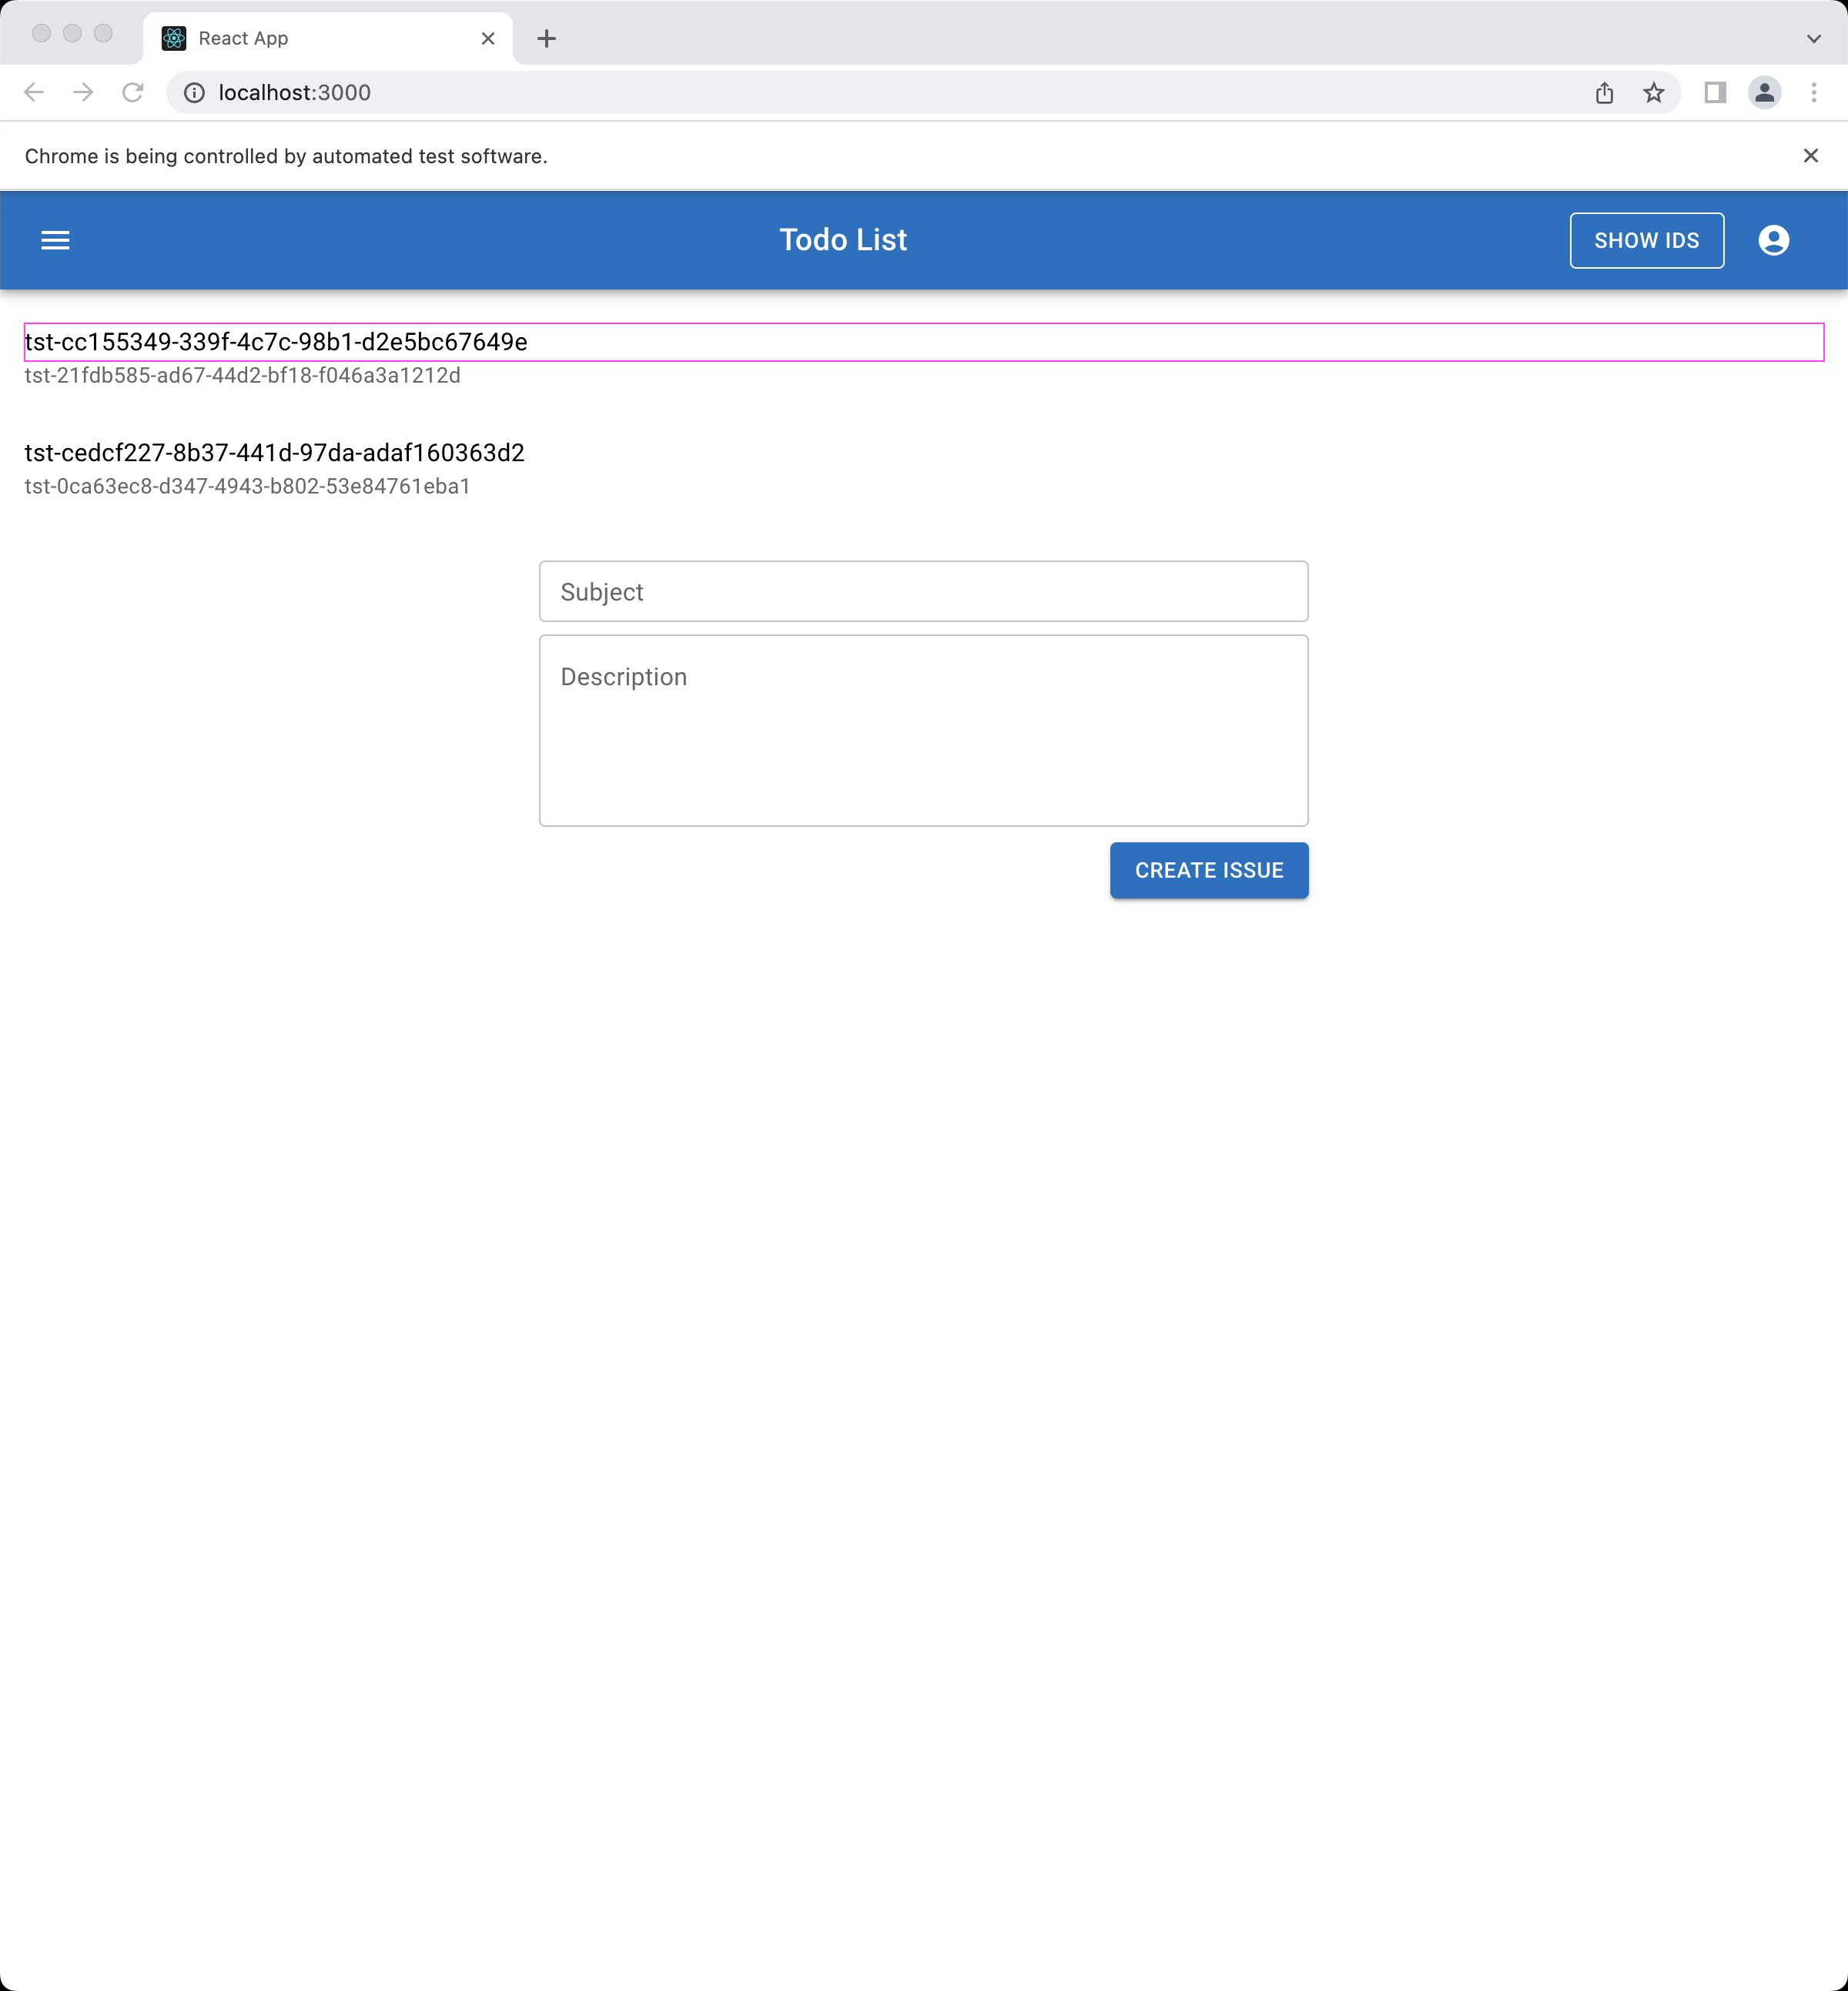 React App
localhost:3000
Chrome is being controlled by automated test software.
Todo List
SHOW IDS
tst-cc155349-339f-4c7c-98b1-d2e5bc67649e
tst-21fdb585-ad67-44d2-bf18-f046a3a1212d
tst-cedcf227-8b37-441d-97da-adaf160363d2
tst-0ca63ec8-d347-4943-b802-53e84761eba1
Subject
Description
CREATE ISSUE